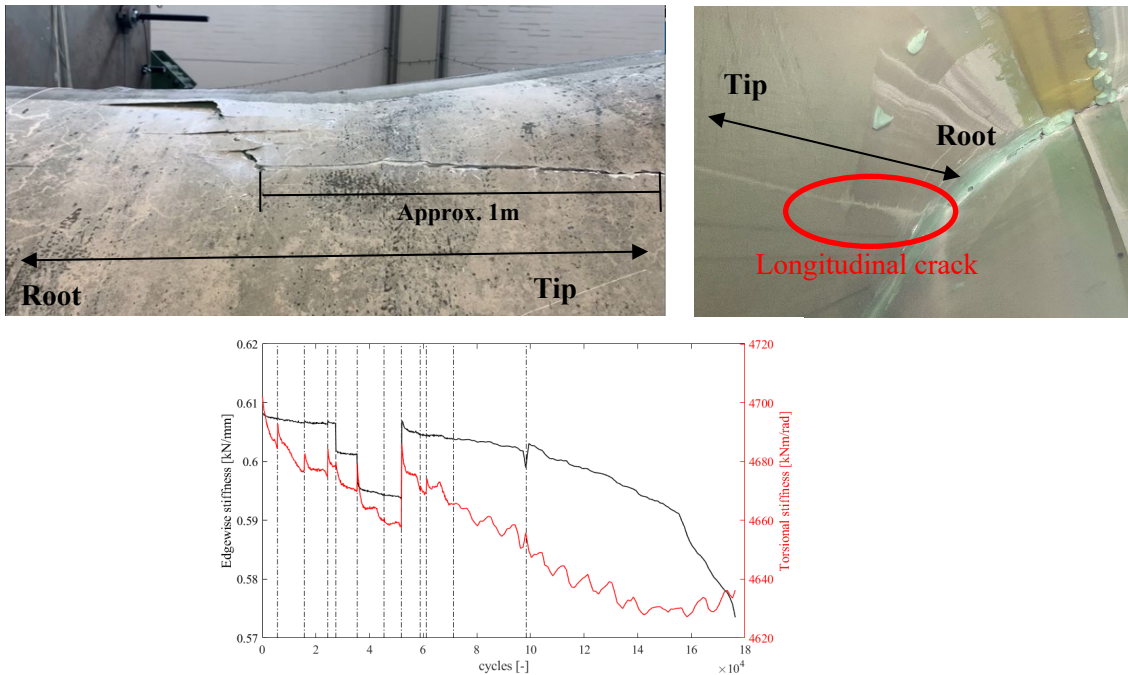 Approx. 1m
Root
Tip
Tip
Root
Longitudinal crack
0.62
0.61
0.6
0.59
0.58
0.57
Edgewise stiffness [kN/mm]
4720
4700
4680
4660
4640
4620
Torsional stiffness [kNm/rad]
0 2 4 6 8 10 12 14 16 18
cycles [-]
×10⁴